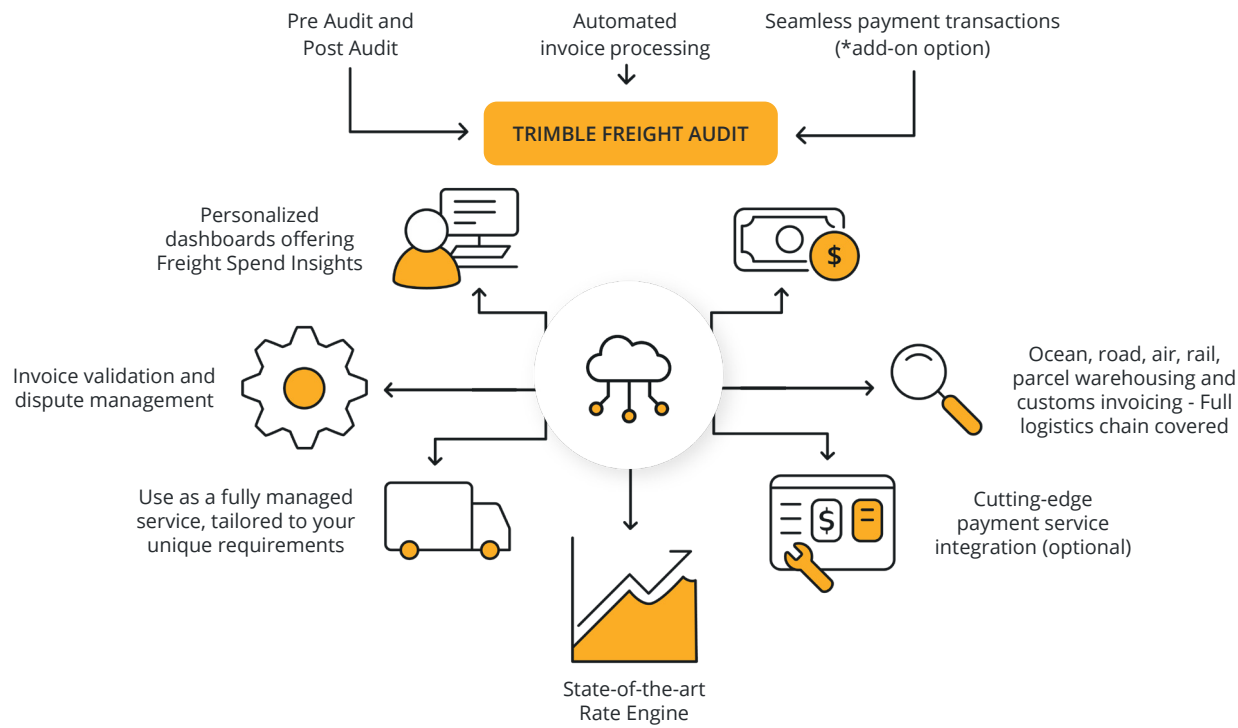 Pre Audit and
Post Audit
Automated
invoice processing
Seamless payment transactions
(*add-on option)
TRIMBLE FREIGHT AUDIT
Personalized
dashboards offering
Freight Spend Insights
$
Invoice validation and
dispute management
Ocean, road, air, rail,
parcel warehousing and
customs invoicing - Full
logistics chain covered
Use as a fully managed
service, tailored to your
unique requirements
$
Cutting-edge
payment service
integration (optional)
State-of-the-art
Rate Engine